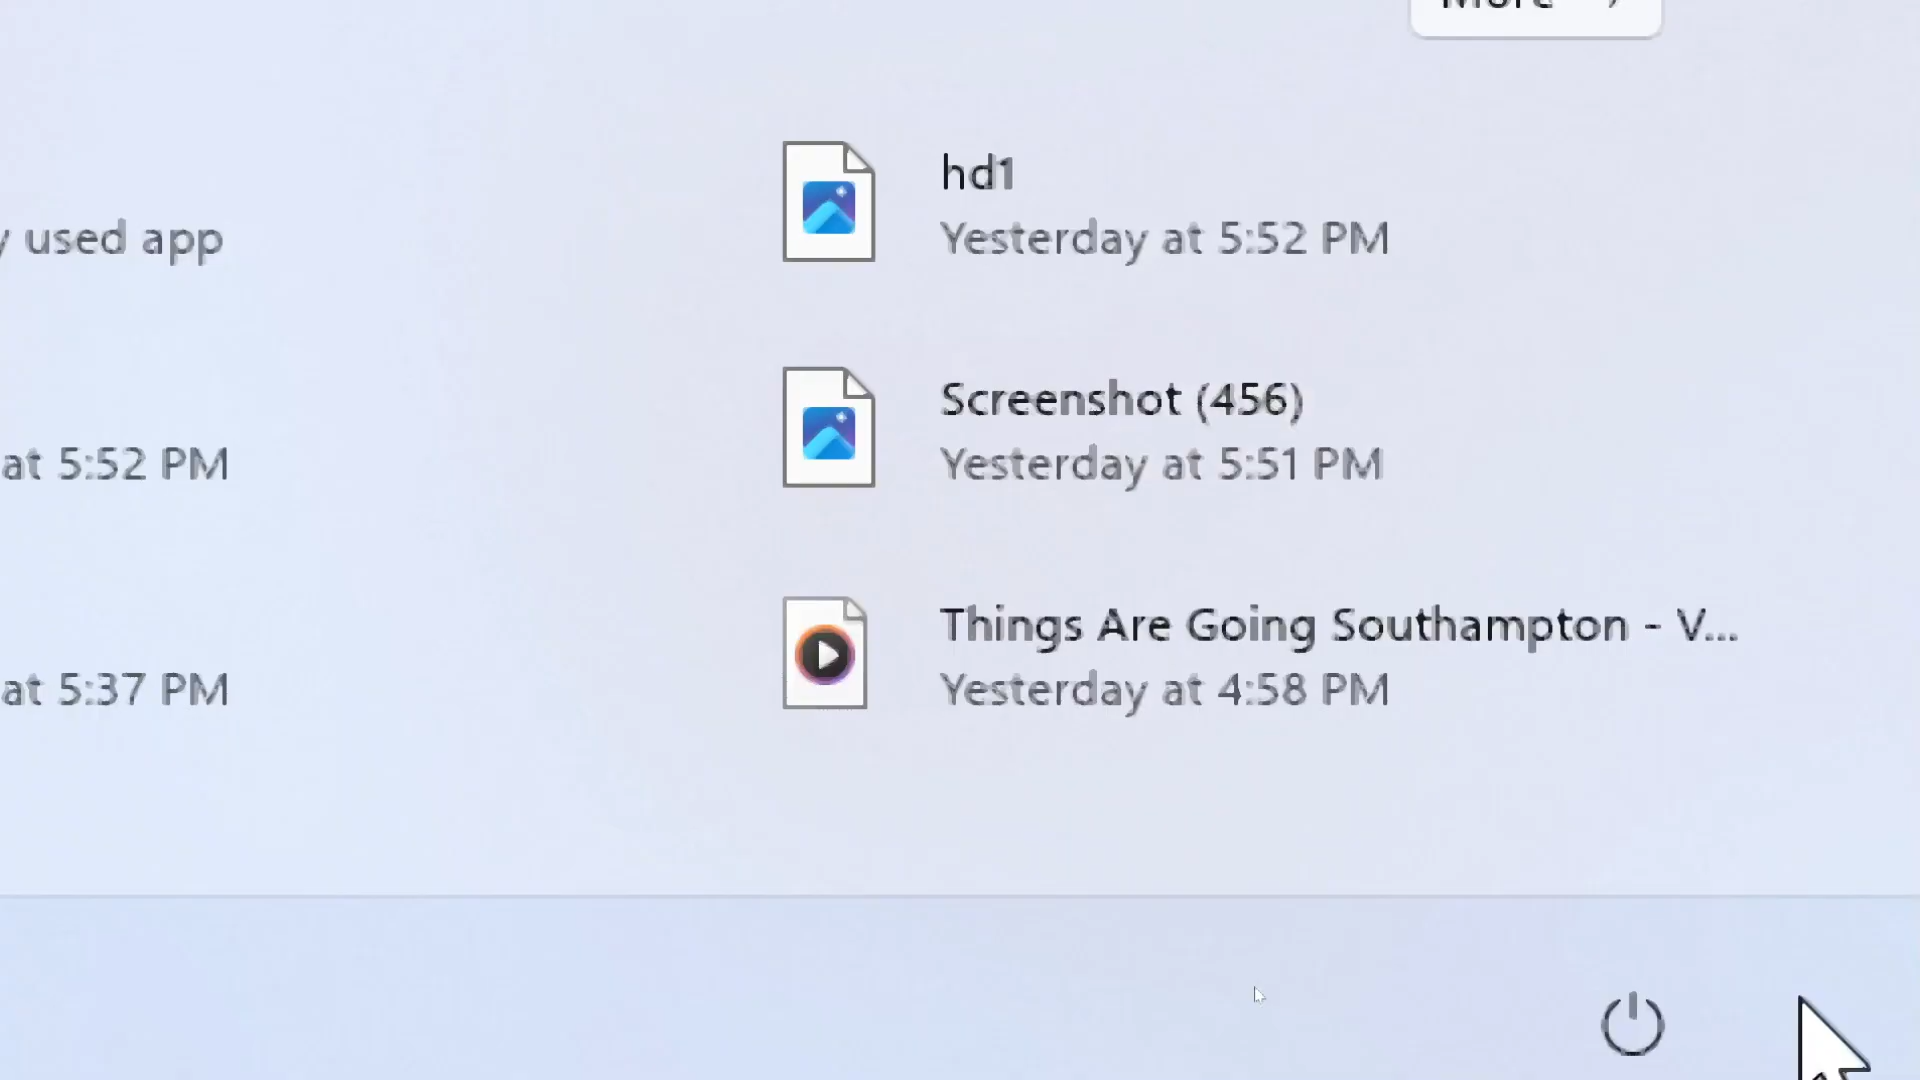 More
hd1
Yesterday at 5:52 PM
used app
Screenshot (456)
Yesterday at 5:51 PM
at 5:52 PM
Things Are Going Southampton - V...
Yesterday at 4:58 PM
at 5:37 PM